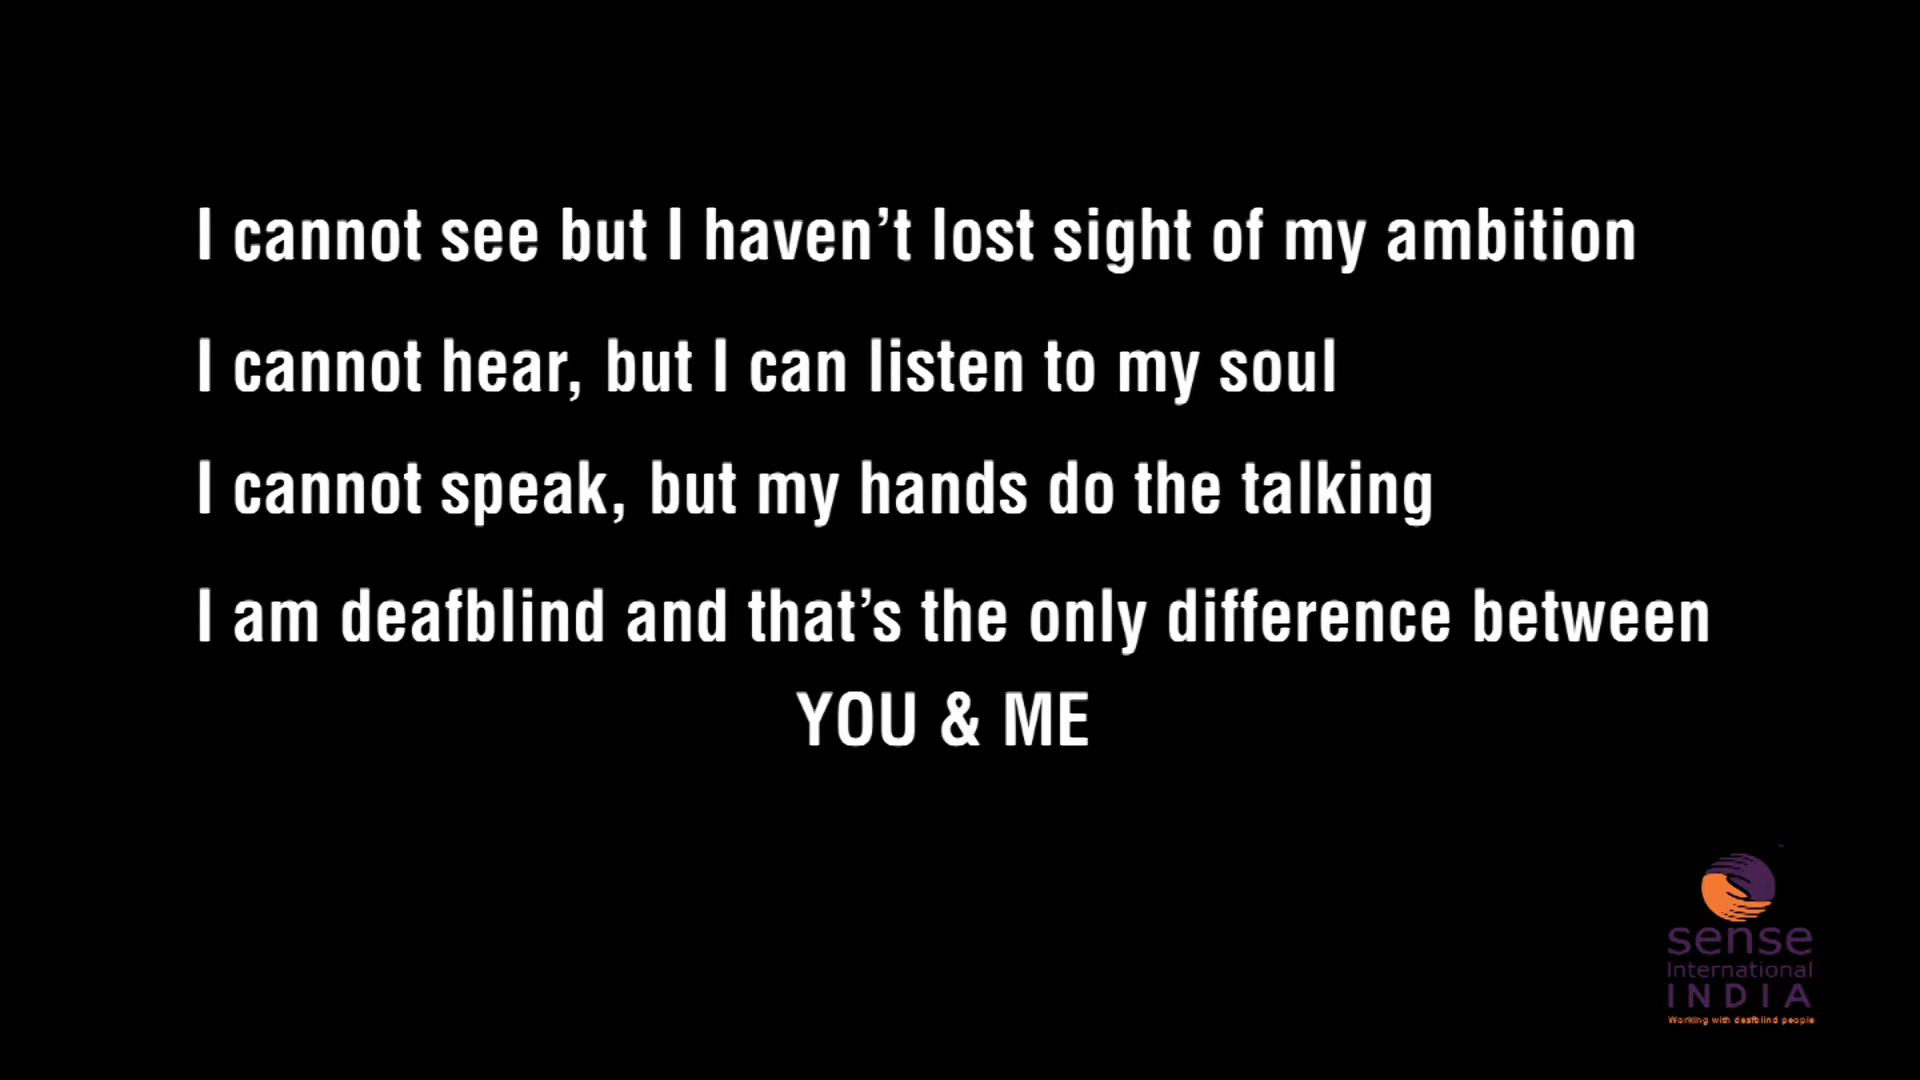 I cannot see but I haven’t lost sight of my ambition
I cannot hear, but I can listen to my soul
I cannot speak, but my hands do the talking
I am deafblind and that’s the only difference between
YOU & ME
sense
International
INDIA
Working with deafblind people